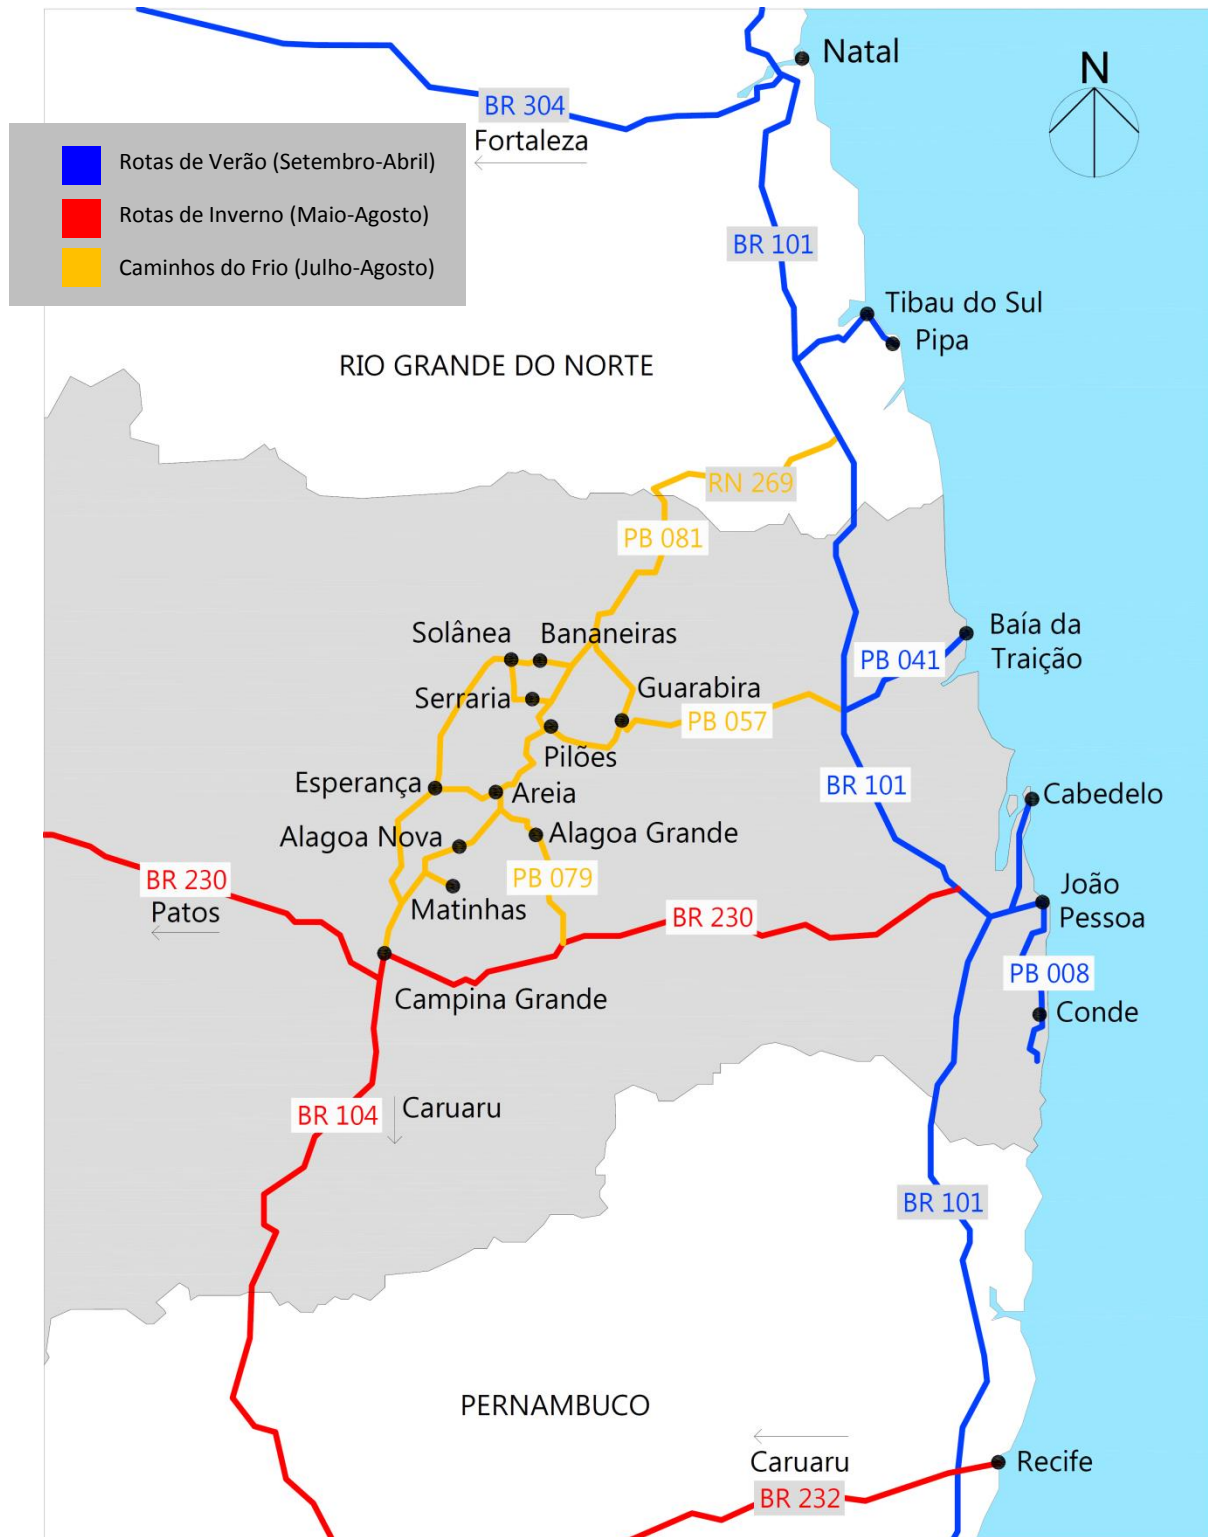 Natal
N
BR 304
Fortaleza
Rotas de Verão (Setembro-Abril)
Rotas de Inverno (Maio-Agosto)
Caminhos do Frio (Julho-Agosto)
BR 101
Tibau do Sul
Pipa
RIO GRANDE DO NORTE
RN 269
PB 081
Solânea
Bananeiras
Baía da
Traição
PB 041
Serraria
Guarabira
PB 057
Pilões
Esperança
Areia
BR 101
Cabedelo
Alagoa Nova
Alagoa Grande
BR 230
Patos
PB 079
Matinhas
BR 230
João
Pessoa
PB 008
Campina Grande
Conde
BR 104
Caruaru
BR 101
PERNAMBUCO
Caruaru
Recife
BR 232